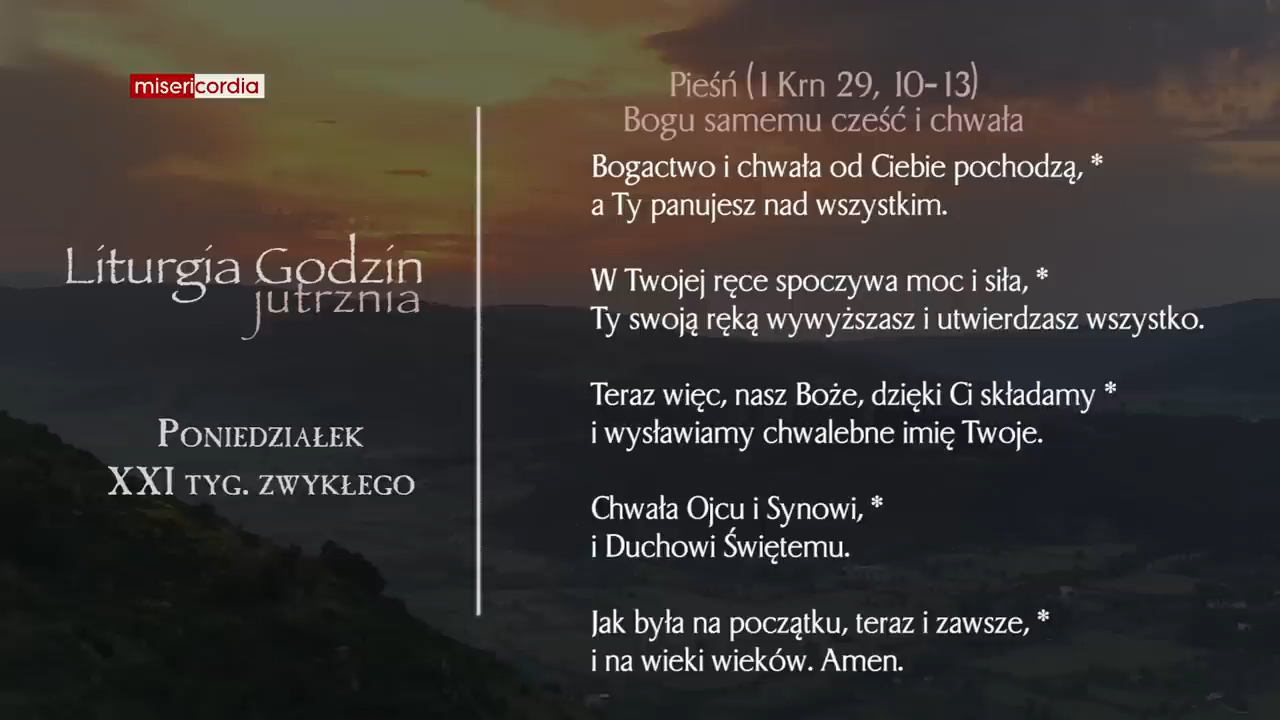 misericordia
Liturgia Godzin
jutrznia
Poniedziałek
XXI tyg. zwykłego
Pieśń (1 Krn 29, 10-13)
Bogu samemu cześć i chwała
Bogactwo i chwała od Ciebie pochodzą, *
a Ty panujesz nad wszystkim.
W Twojej ręce spoczywa moc i siła, *
Ty swoją ręką wywyższasz i utwierdzasz wszystko.
Teraz więc, nasz Boże, dzięki Ci składamy *
i wysławiamy chwalebne imię Twoje.
Chwała Ojcu i Synowi, *
i Duchowi Świętemu.
Jak była na początku, teraz i zawsze, *
i na wieki wieków. Amen.